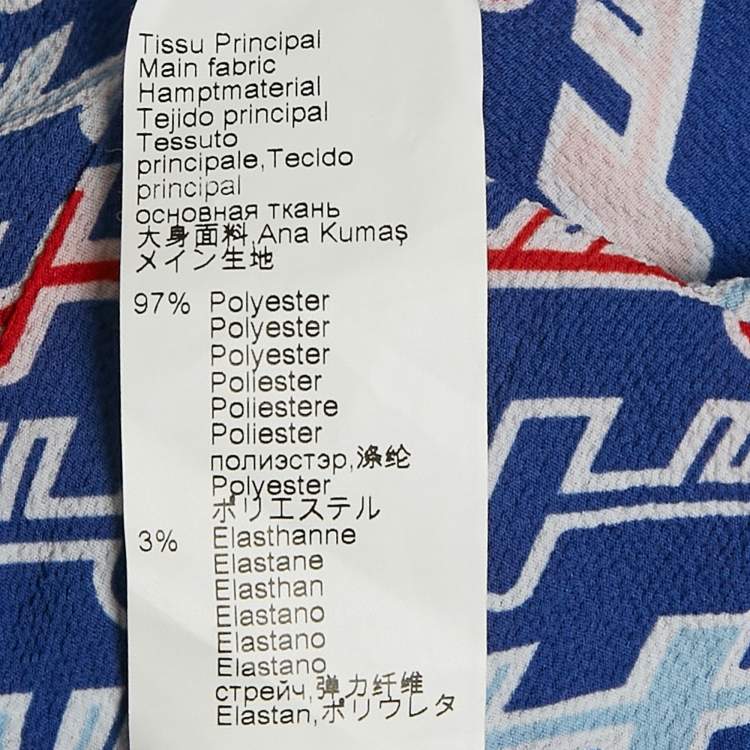 Tissu Principal
Main fabric
Hamptmaterial
Tejido principal
Tessuto
principale,Tecido
principal
основная ткань
大身面料,Ana Kumaş
メイン生地
97% Polyester
Polyester
Polyester
Poliester
Poliestere
Poliester
полиэстэр,涤纶
Polyester
ポリエステル
3% Elasthanne
Elastane
Elasthan
Elastano
Elastano
Elastano
стрейч,弹力纤维
Elastan,ポリウレタ